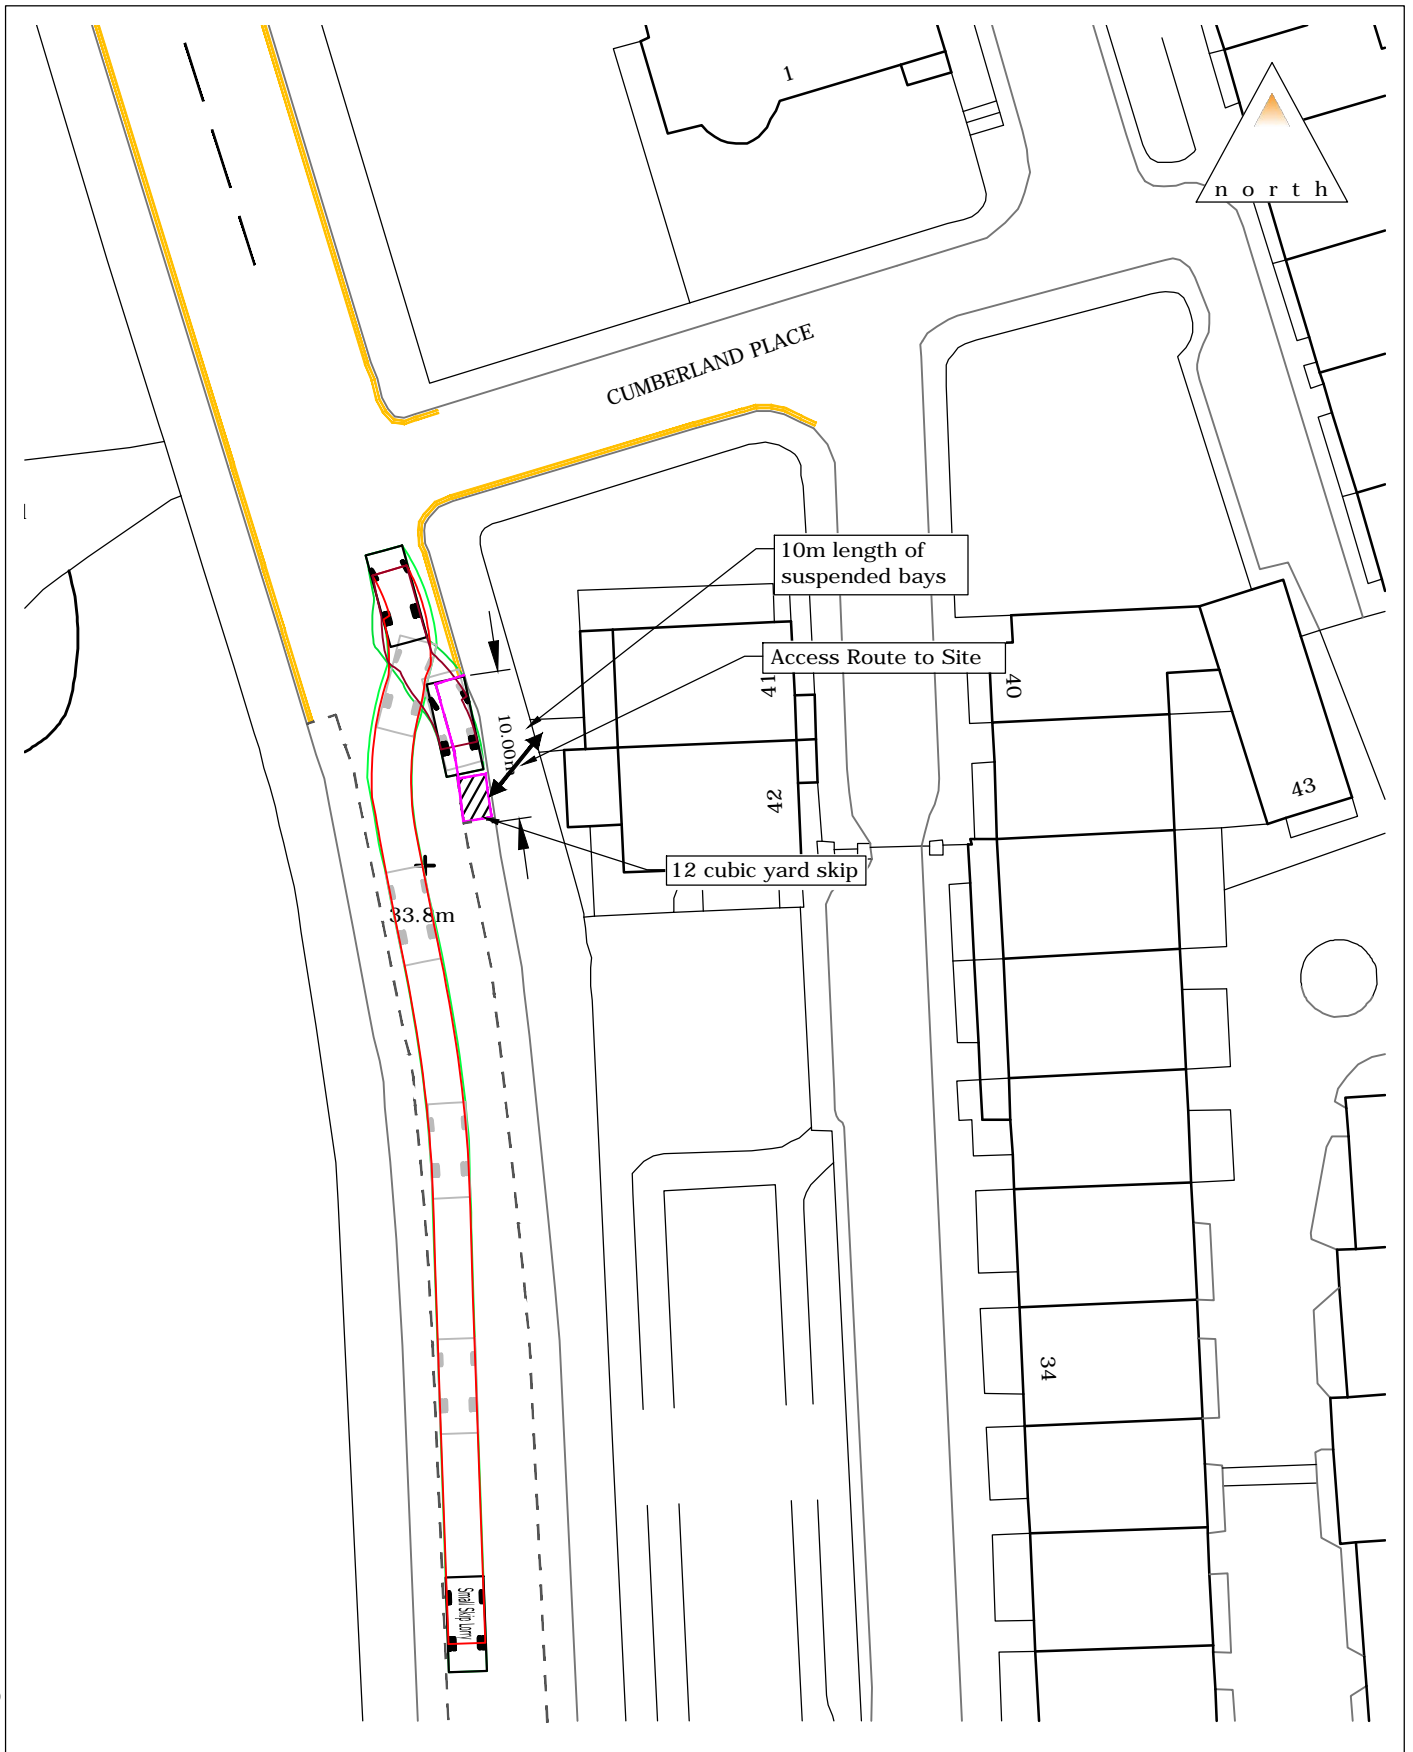 1
north
CUMBERLAND PLACE
10m length of
suspended bays
Access Route to Site
41
40
10.00m
42
43
12 cubic yard skip
33.8m
34
Small Skip Lorry